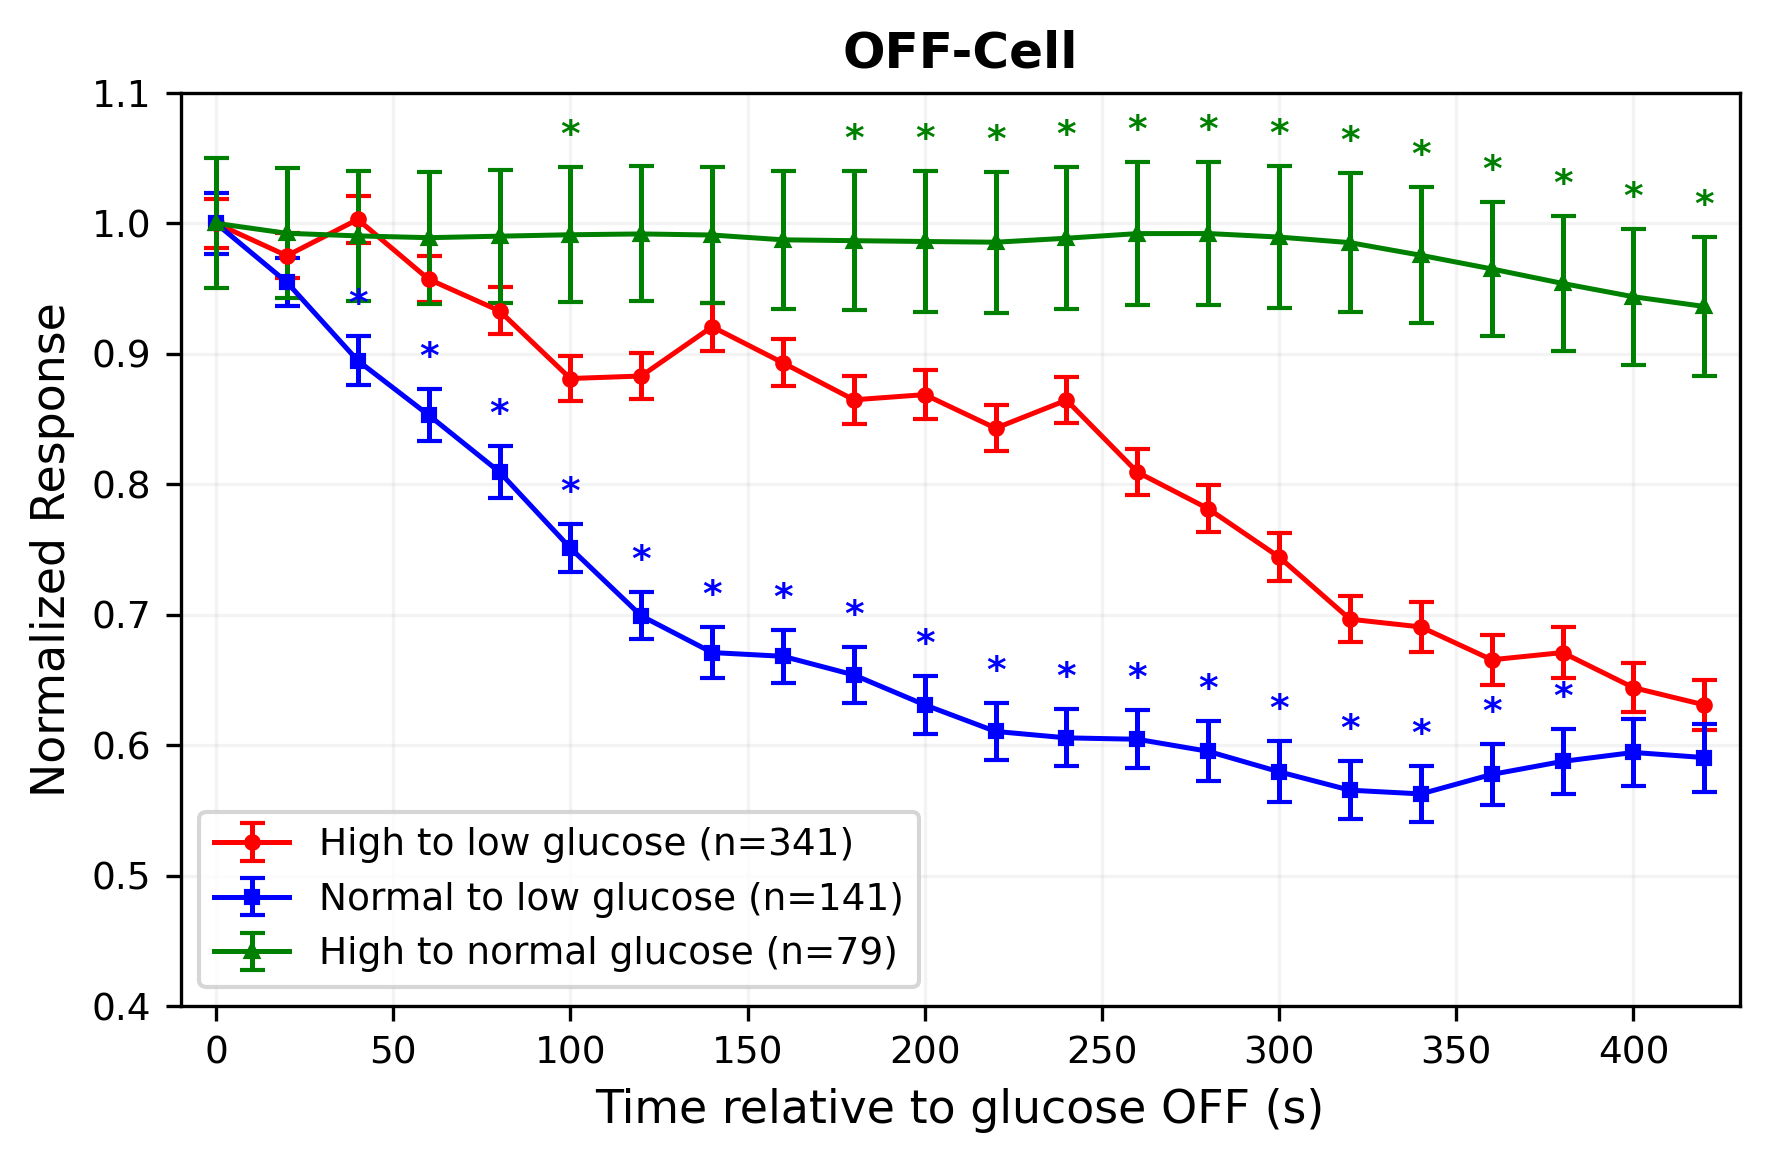 OFF-Cell
1.1
1.0
0.9
0.8
0.7
0.6
0.5
0.4
Normalized Response
* * * * * * * * * * * * * *
* * * * * * * * * * * * * * * * * *
High to low glucose (n=341)
Normal to low glucose (n=141)
High to normal glucose (n=79)
0 50 100 150 200 250 300 350 400
Time relative to glucose OFF (s)